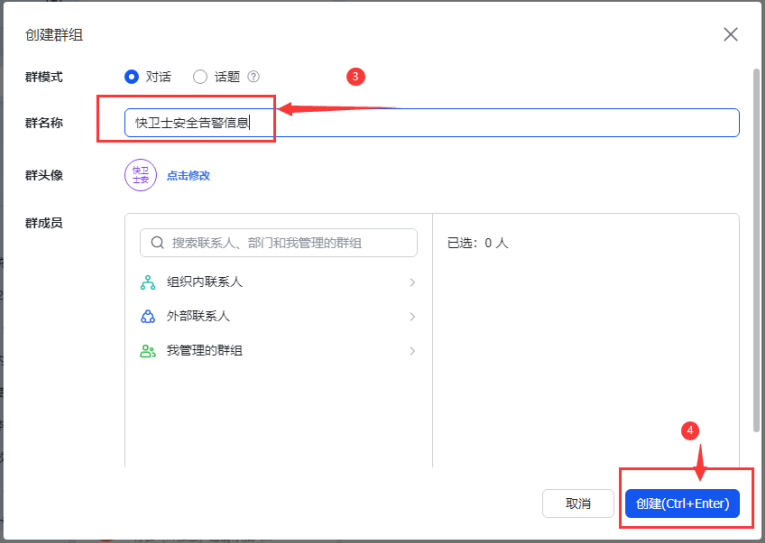 创建群组
群模式
对话
话题
?
3
群名称
快卫士安全告警信息
群头像
快卫
士安
点击修改
群成员
搜索联系人、部门和我管理的群组
已选：0 人
组织内联系人
外部联系人
我管理的群组
4
取消
创建(Ctrl+Enter)